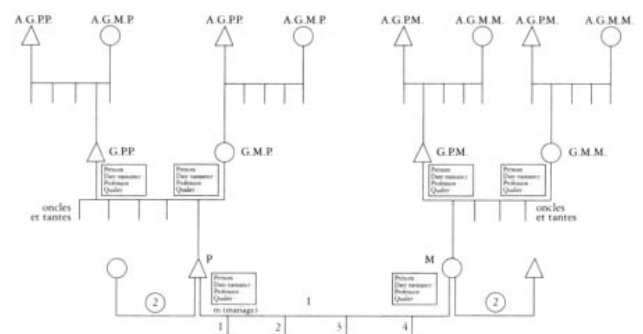 A.G.P.P. A.G.M.P. A.G.P.P. A.G.M.P. A.G.P.M. A.G.M.M. A.G.P.M. A.G.M.M.
G.P.P. G.M.P. G.P.M. G.M.M.
Prénom
Date naissance
Profession
Qualité
Prénom
Date naissance
Profession
Qualité
Prénom
Date naissance
Profession
Qualité
Prénom
Date naissance
Profession
Qualité
oncles
et tantes
oncles
et tantes
P M
Prénom
Date naissance
Profession
Qualité
Prénom
Date naissance
Profession
Qualité
2 m (mariage) 1 2
1 2 3 4